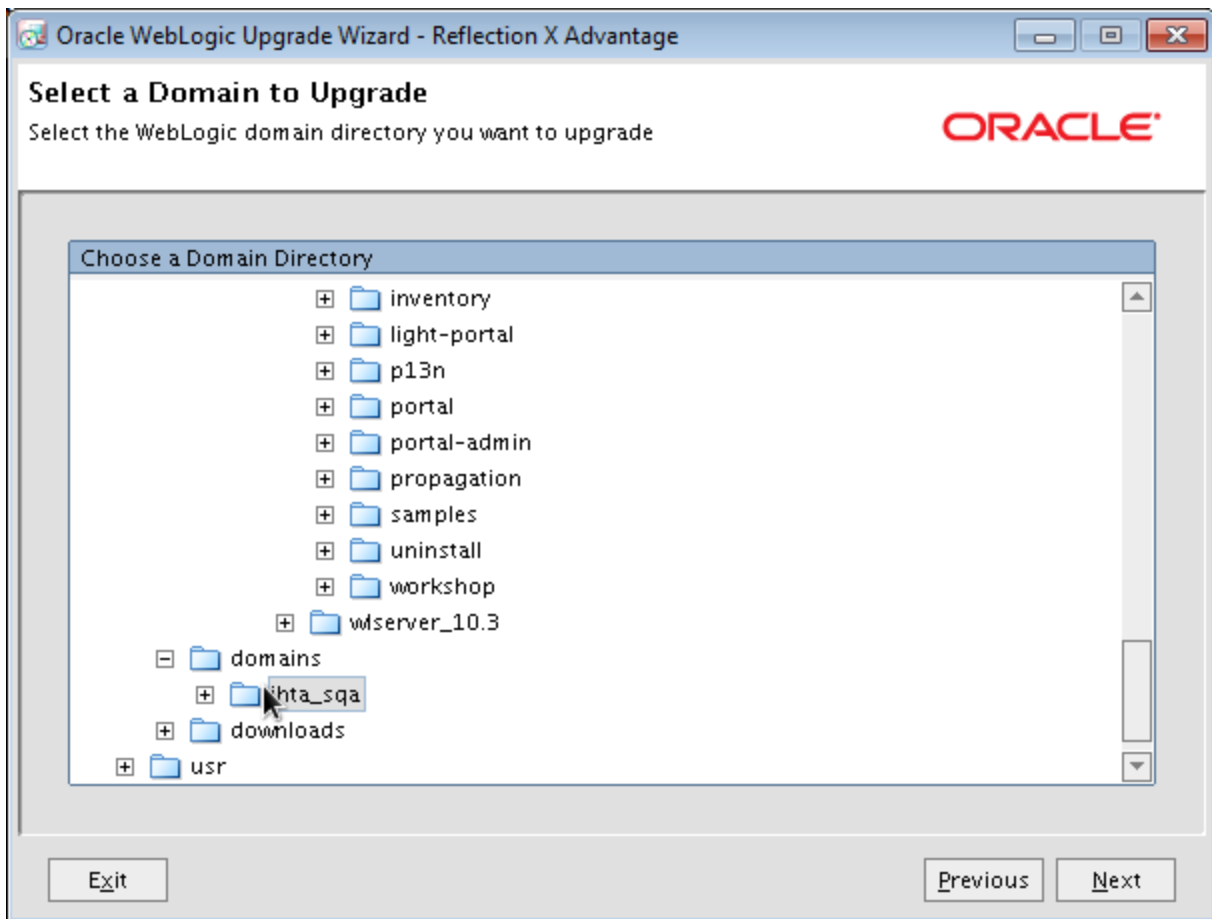 Oracle WebLogic Upgrade Wizard - Reflection X Advantage
Select a Domain to Upgrade
Select the WebLogic domain directory you want to upgrade
ORACLE
Choose a Domain Directory
inventory
light-portal
p13n
portal
portal-admin
propagation
samples
uninstall
workshop
wlserver_10.3
domains
downloads
usr
Exit
Previous
Next